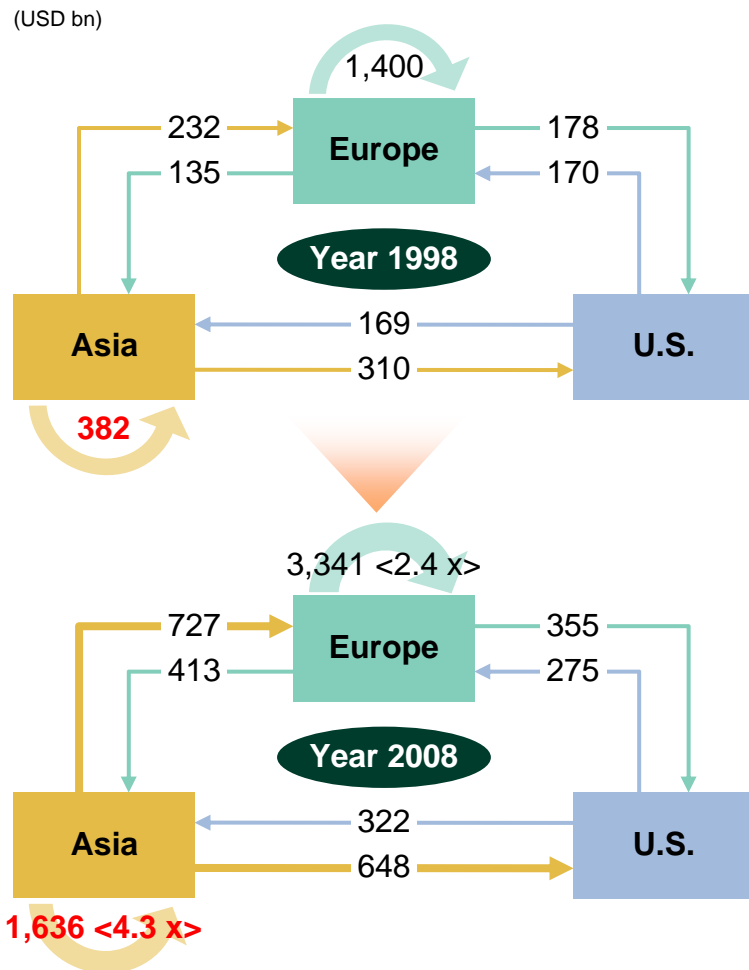 (USD bn)
1,400
232
Europe
178
135
170
Year 1998
Asia
169
U.S.
310
382
3,341 <2.4 x>
727
Europe
355
413
275
Year 2008
Asia
322
U.S.
648
1,636 <4.3 x>